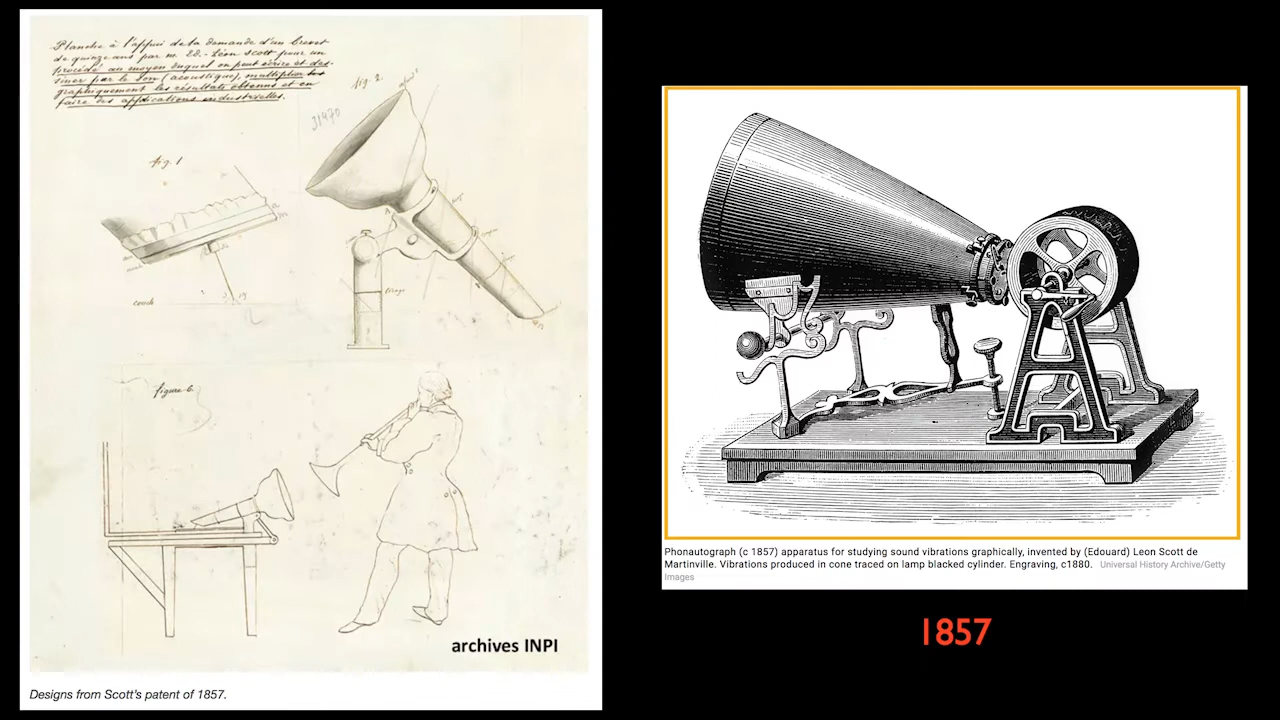 Planche à l'appui de la demande d'un brevet
de quinze ans par m. Ed.-Léon Scott pour un
procédé au moyen duquel on peut écrire et des-
siner par le son (acoustique), multiplier les
graphiquement les résultats obtenus et en
faire des applications industrielles.
fig. 2.
31470
fig. 1
couche
figure 6.
archives INPI
Designs from Scott's patent of 1857.
Phonautograph (c 1857) apparatus for studying sound vibrations graphically, invented by (Edouard) Leon Scott de
Martinville. Vibrations produced in cone traced on lamp blacked cylinder. Engraving, c1880. Universal History Archive/Getty
Images
1857